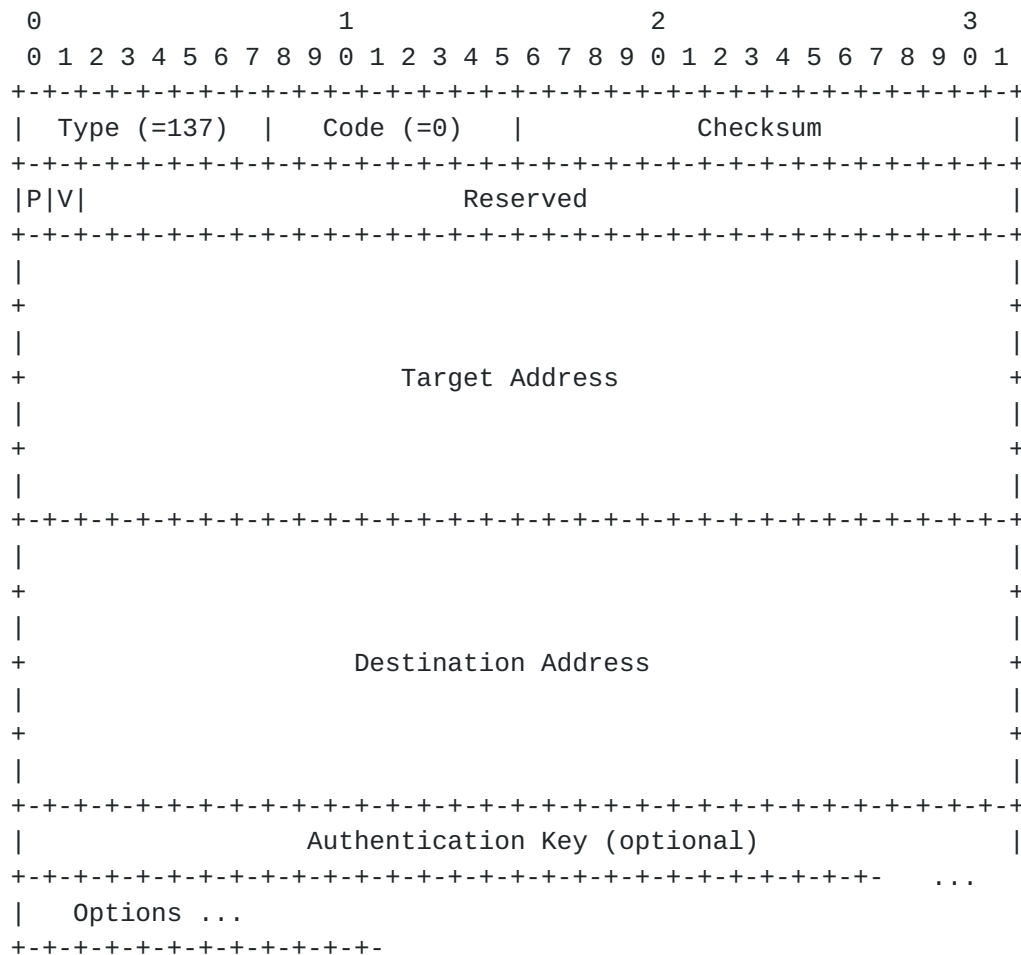 0                   1                   2                   3
 0 1 2 3 4 5 6 7 8 9 0 1 2 3 4 5 6 7 8 9 0 1 2 3 4 5 6 7 8 9 0 1
+-+-+-+-+-+-+-+-+-+-+-+-+-+-+-+-+-+-+-+-+-+-+-+-+-+-+-+-+-+-+-+-+
|  Type (=137)  |   Code (=0)   |           Checksum            |
+-+-+-+-+-+-+-+-+-+-+-+-+-+-+-+-+-+-+-+-+-+-+-+-+-+-+-+-+-+-+-+-+
|P|V|                        Reserved                           |
+-+-+-+-+-+-+-+-+-+-+-+-+-+-+-+-+-+-+-+-+-+-+-+-+-+-+-+-+-+-+-+-+
|                                                               |
+                                                               +
|                                                               |
+                        Target Address                         +
|                                                               |
+                                                               +
|                                                               |
+-+-+-+-+-+-+-+-+-+-+-+-+-+-+-+-+-+-+-+-+-+-+-+-+-+-+-+-+-+-+-+-+
|                                                               |
+                                                               +
|                                                               |
+                     Destination Address                       +
|                                                               |
+                                                               +
|                                                               |
+-+-+-+-+-+-+-+-+-+-+-+-+-+-+-+-+-+-+-+-+-+-+-+-+-+-+-+-+-+-+-+-+
|                  Authentication Key (optional)                |
+-+-+-+-+-+-+-+-+-+-+-+-+-+-+-+-+-+-+-+-+-+-+-+-+-+-+-+-   ...
|   Options ...
+-+-+-+-+-+-+-+-+-+-+-+-